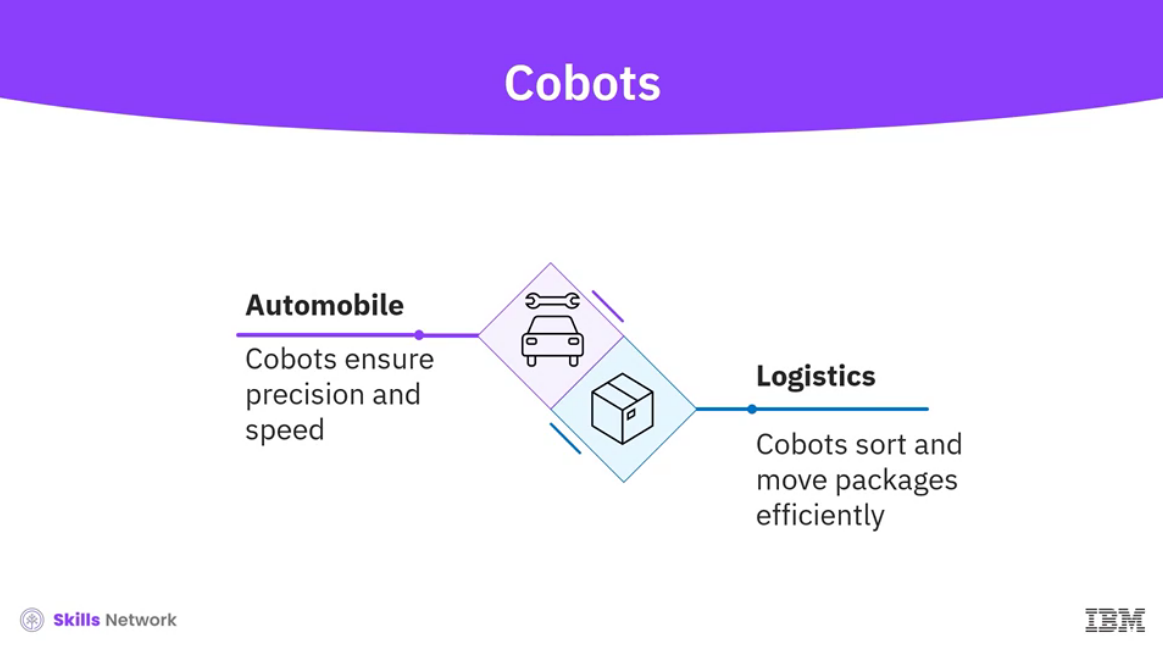 Cobots
Automobile
Cobots ensure
precision and
speed
Logistics
Cobots sort and
move packages
efficiently
Skills Network
IBM